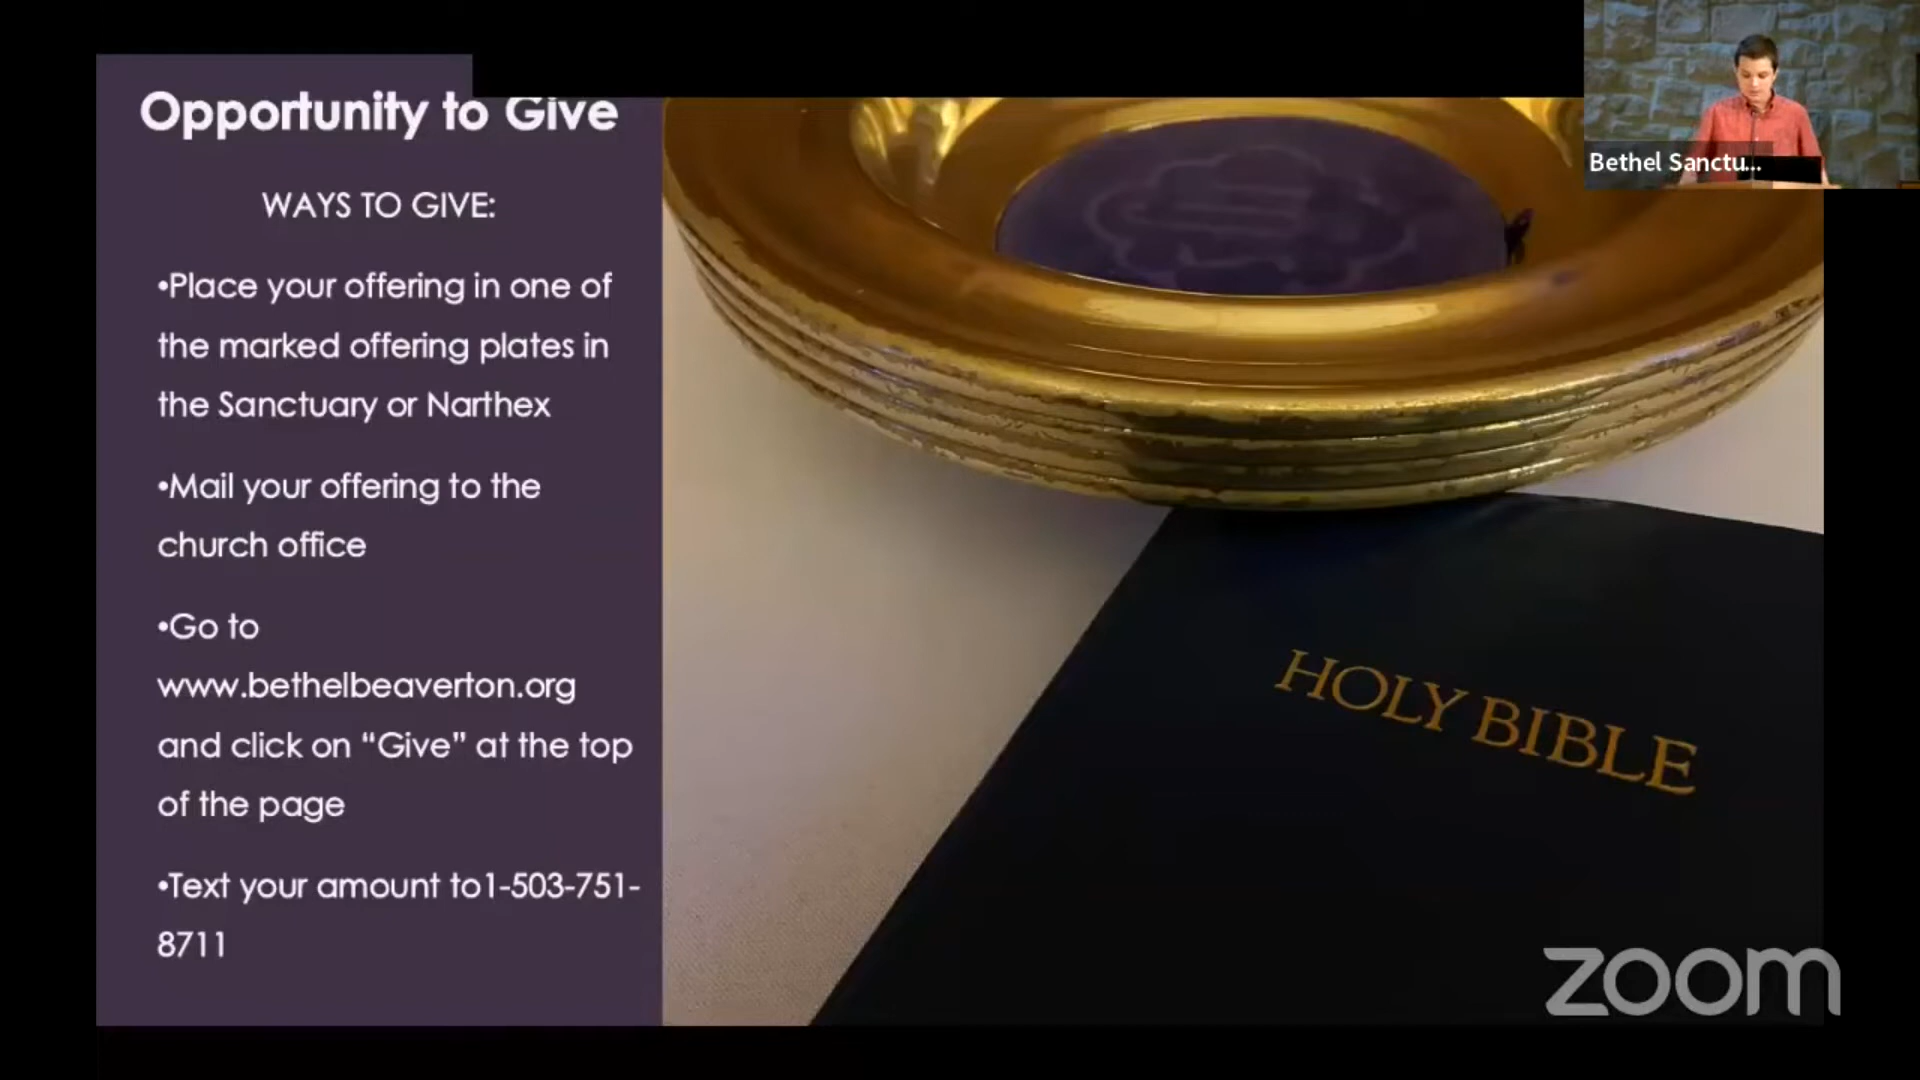 Opportunity to Give
WAYS TO GIVE:
•Place your offering in one of
the marked offering plates in
the Sanctuary or Narthex
•Mail your offering to the
church office
•Go to
www.bethelbeaverton.org
and click on “Give” at the top
of the page
•Text your amount to1-503-751-
8711
HOLY BIBLE
Bethel Sanctu...
zoom